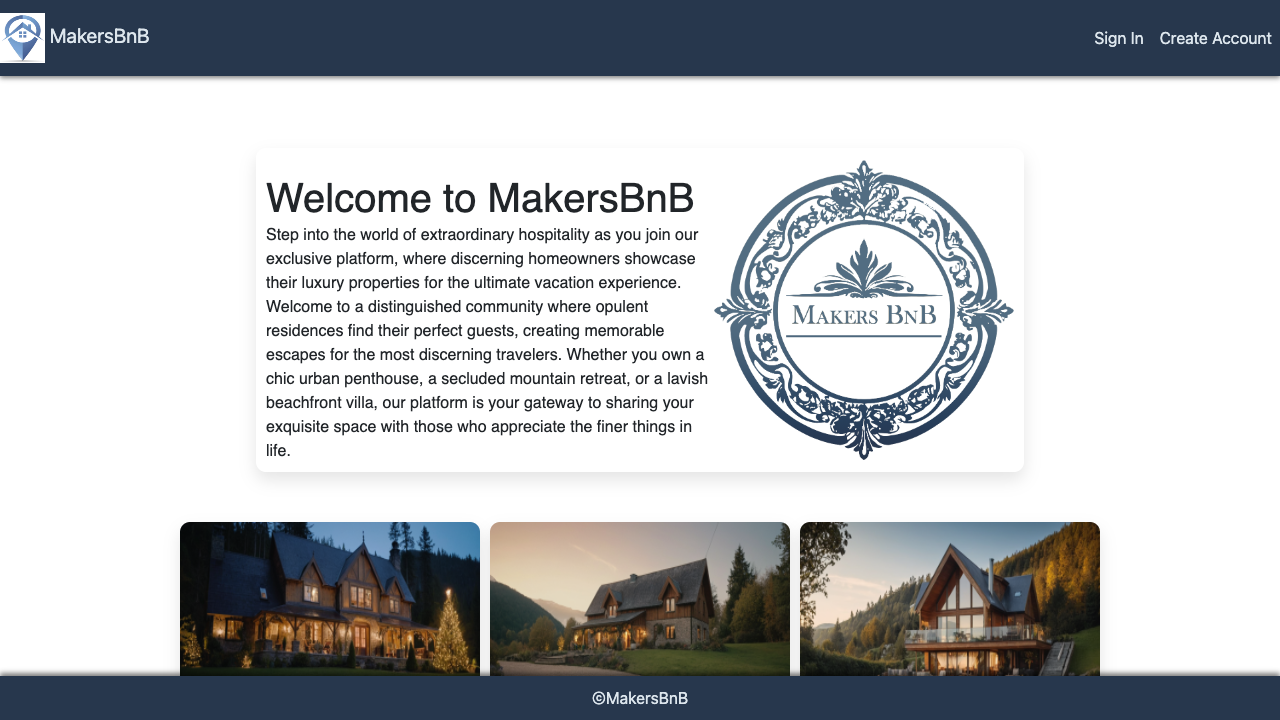 MakersBnB
Sign In
Create Account
Welcome to MakersBnB
Step into the world of extraordinary hospitality as you join our
exclusive platform, where discerning homeowners showcase
their luxury properties for the ultimate vacation experience.
Welcome to a distinguished community where opulent
residences find their perfect guests, creating memorable
escapes for the most discerning travelers. Whether you own a
chic urban penthouse, a secluded mountain retreat, or a lavish
beachfront villa, our platform is your gateway to sharing your
exquisite space with those who appreciate the finer things in
life.
MAKERS BNB
©MakersBnB